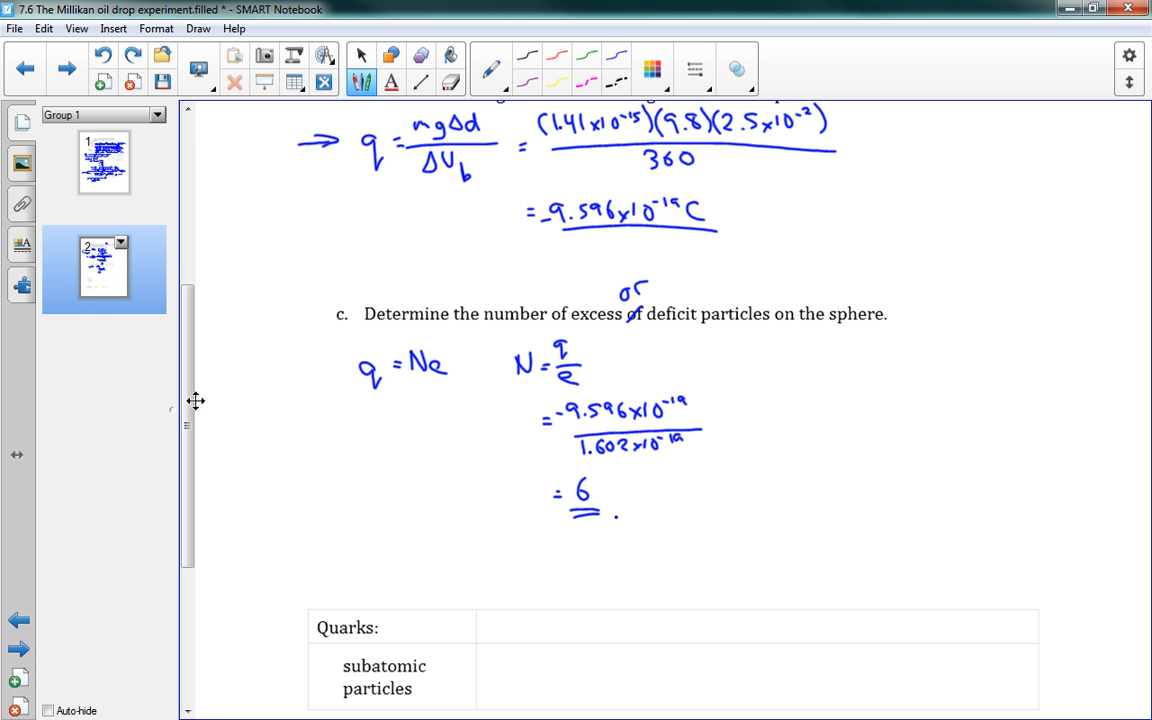 7.6 The Millikan oil drop experiment.filled * - SMART Notebook
File Edit View Insert Format Draw Help
Group 1
1
2
→ q = mgΔd / ΔV_b = (1.41×10⁻¹⁵)(9.8)(2.5×10⁻²) / 360
= -9.596×10⁻¹⁹ C
or
c. Determine the number of excess of deficit particles on the sphere.
q = Ne N = q / e
= -9.596×10⁻¹⁹ / 1.602×10⁻¹⁹
= 6
Quarks:
subatomic
particles
Auto-hide